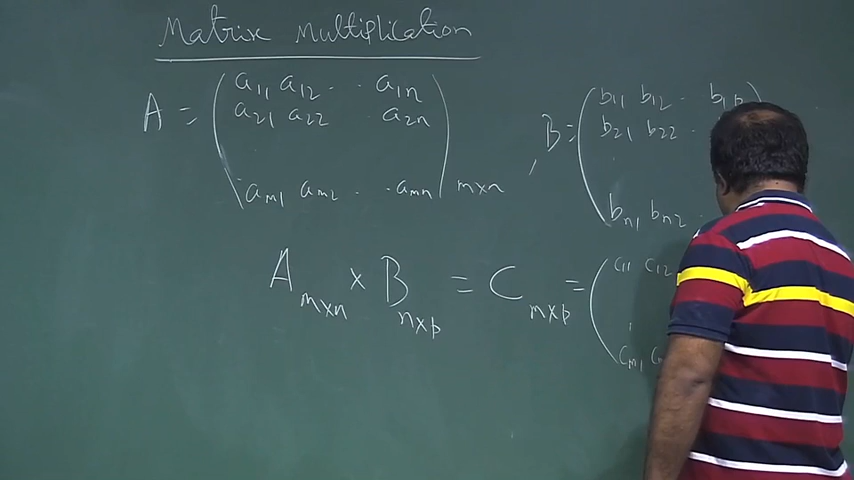 Matrix Multiplication
A = ( a11 a12 . . a1n
a21 a22 . a2n
.
am1 am2 . . amn ) m×n ,
B = ( b11 b12 . b1p )
b21 b22 .
.
bn1 bn2 .
A m×n × B n×p = C m×p = ( c11 c12
.
cm1